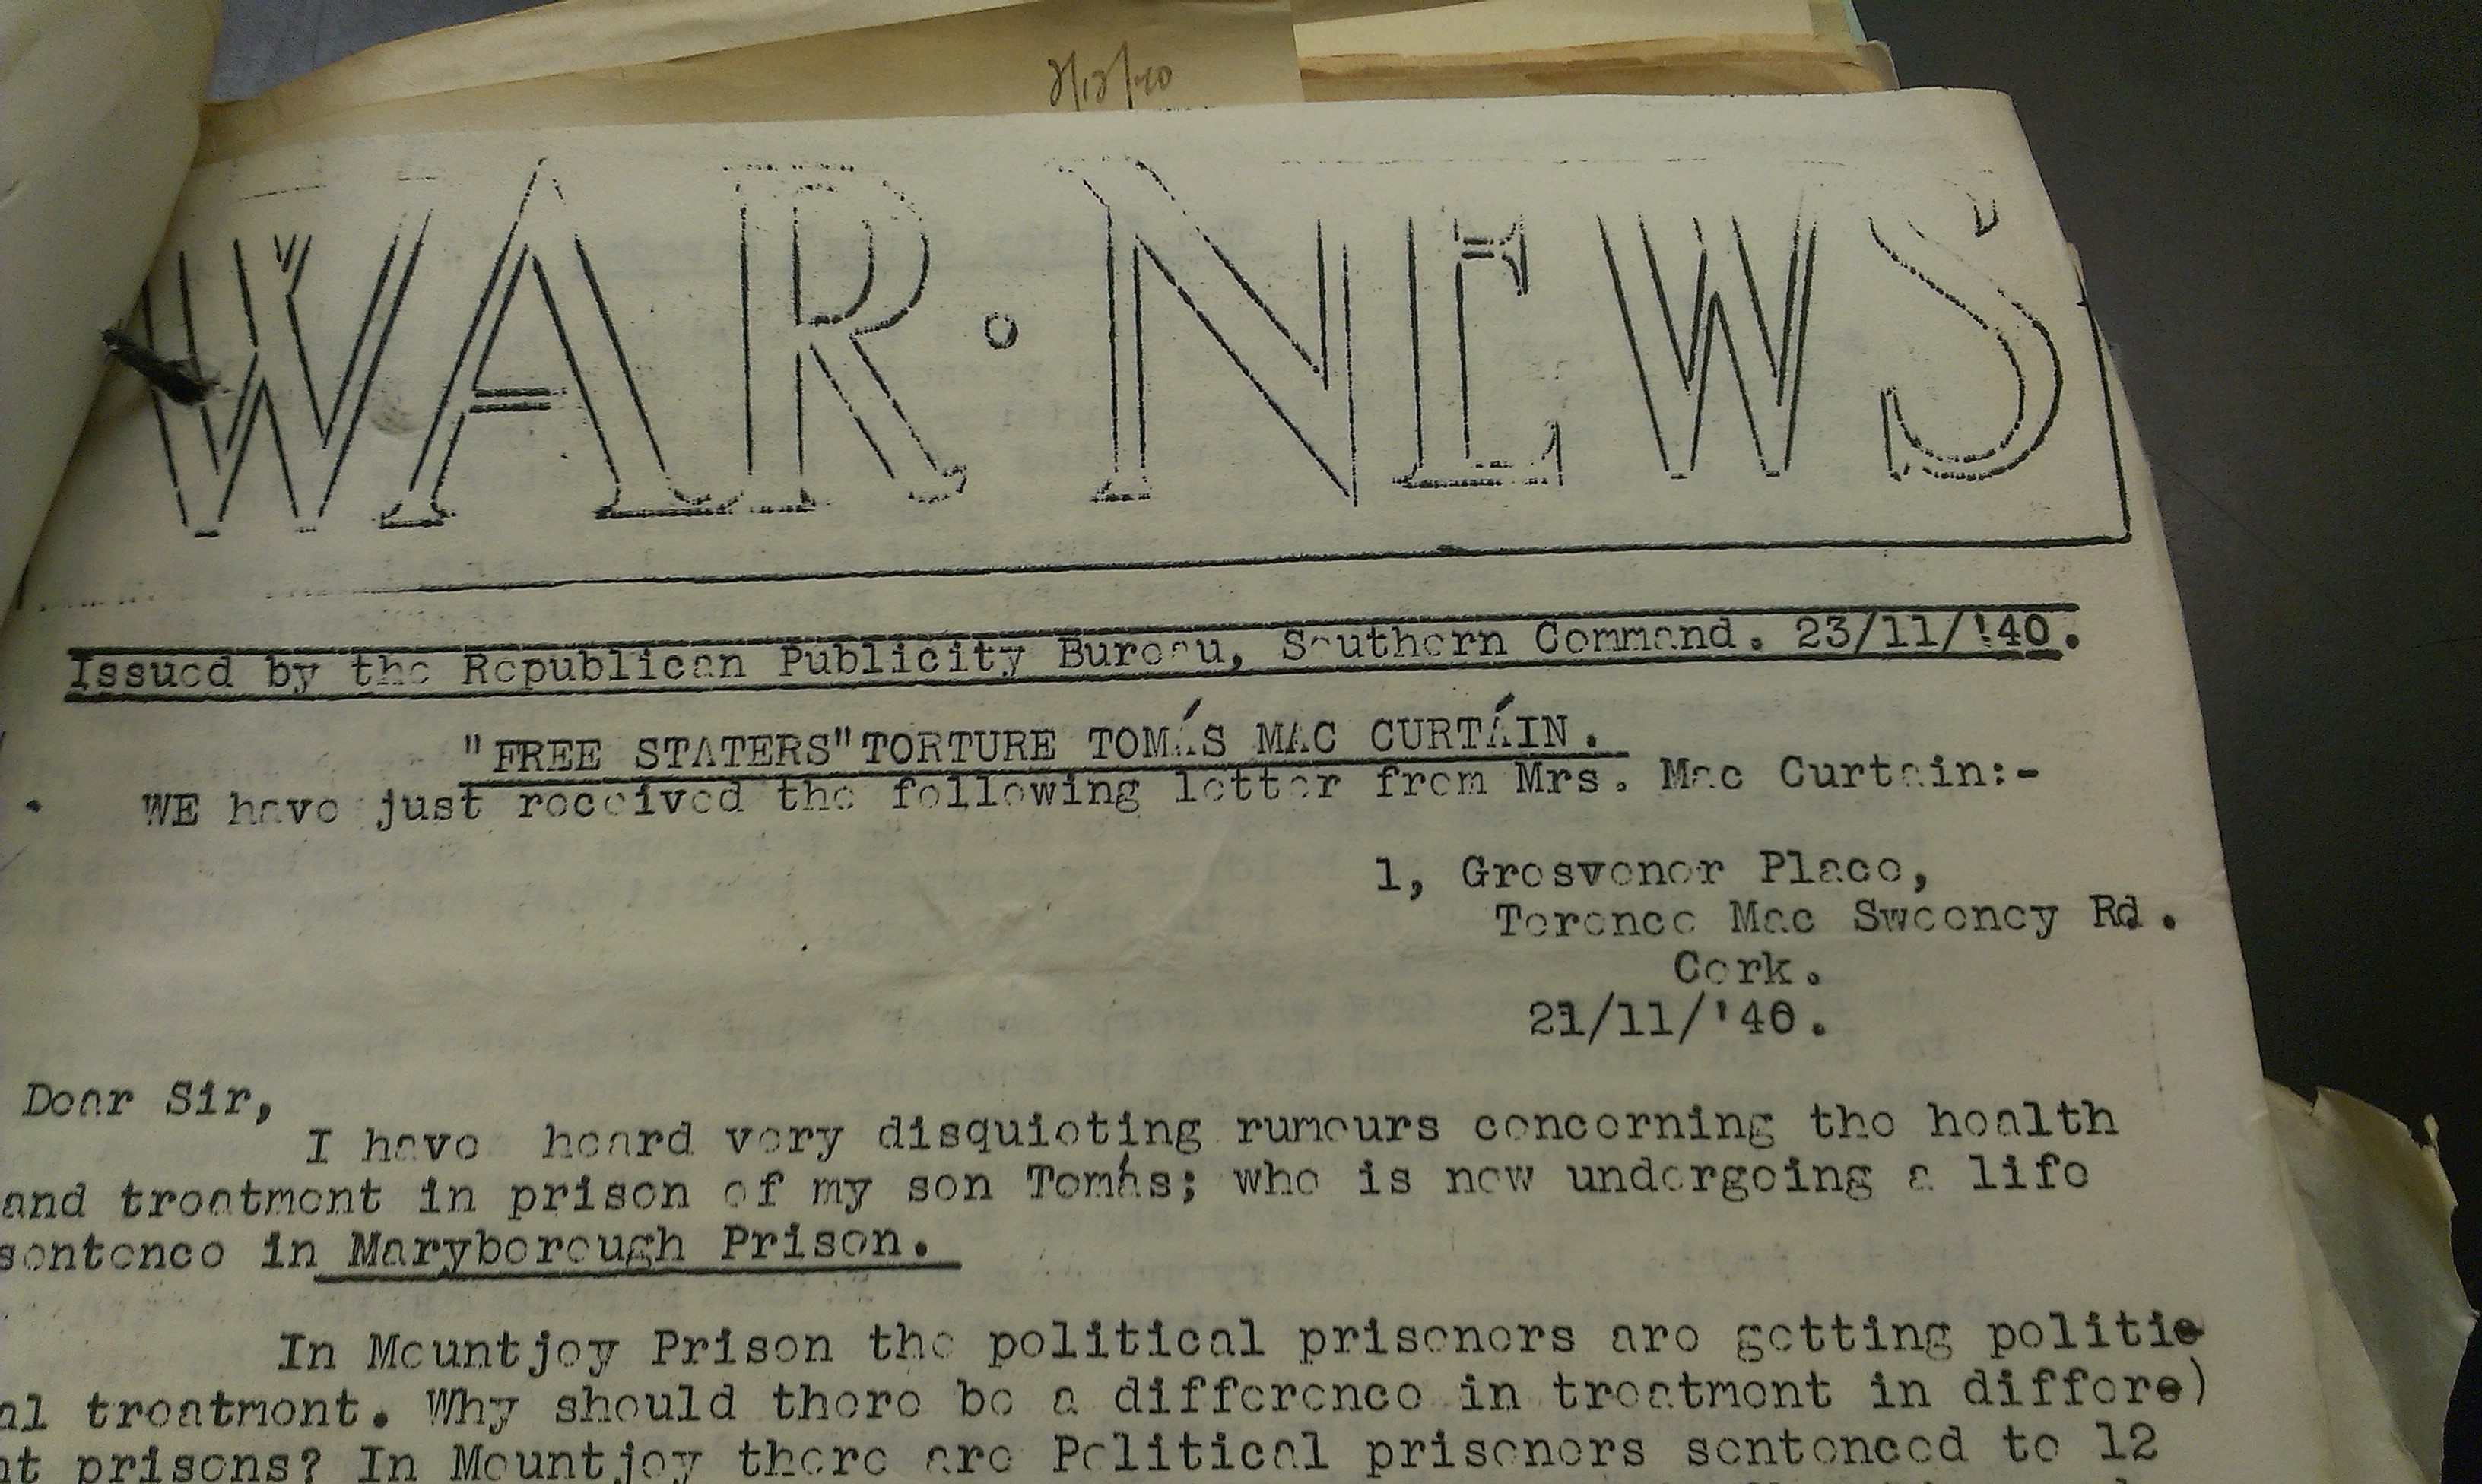 WAR·NEWS
Issued by the Republican Publicity Bureau, Southern Command. 23/11/'40.
"FREE STATERS" TORTURE TOMÁS MAC CURTÁIN.
WE have just received the following letter from Mrs. Mac Curtain:-
1, Grosvenor Place,
Terence Mac Sweeney Rd.
Cork.
21/11/'40.
Dear Sir,
I have heard very disquieting rumours concerning the health
and treatment in prison of my son Tomás; who is now undergoing a life
sentence in Maryborough Prison.
In Mountjoy Prison the political prisoners are getting politic
al treatment. Why should there be a difference in treatment in differe)
nt prisons? In Mountjoy there are Political prisoners sentenced to 12